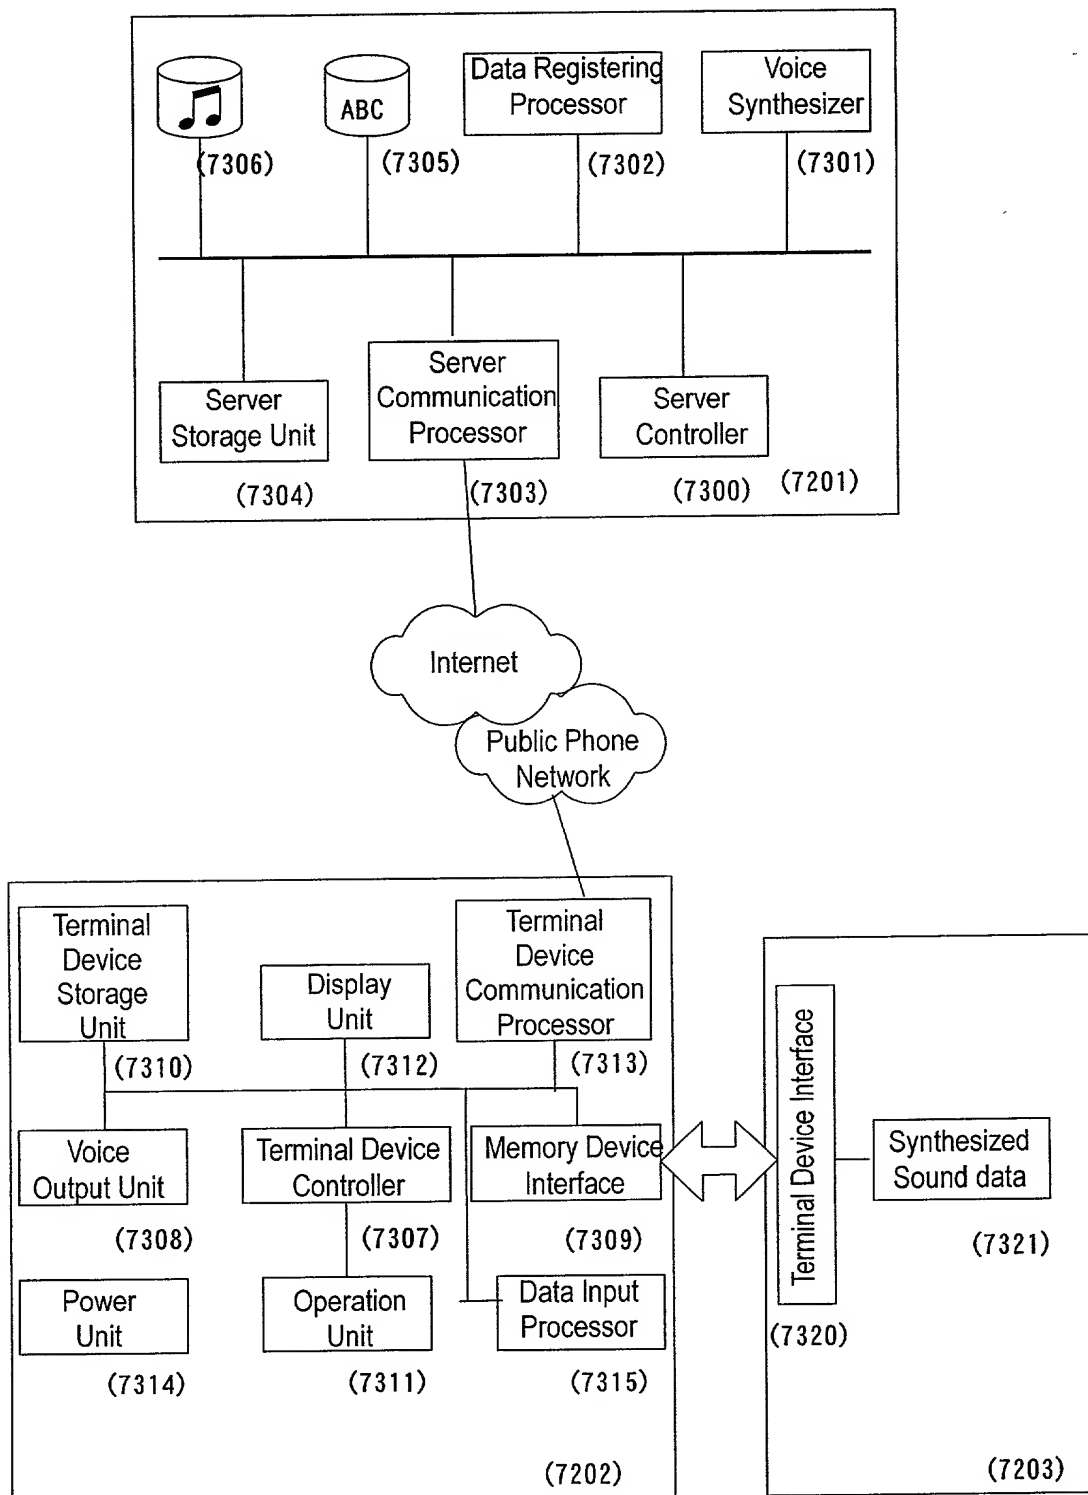 ABC
Data Registering
Processor
Voice
Synthesizer
(7306)
(7305)
(7302)
(7301)
Server
Storage Unit
Server
Communication
Processor
Server
Controller
(7304)
(7303)
(7300)
(7201)
Internet
Public Phone
Network
Terminal
Device
Storage
Unit
Display
Unit
Terminal
Device
Communication
Processor
(7310)
(7312)
(7313)
Voice
Output Unit
Terminal Device
Controller
Memory Device
Interface
Terminal Device Interface
Synthesized
Sound data
(7308)
(7307)
(7309)
(7321)
Power
Unit
Operation
Unit
Data Input
Processor
(7320)
(7314)
(7311)
(7315)
(7202)
(7203)